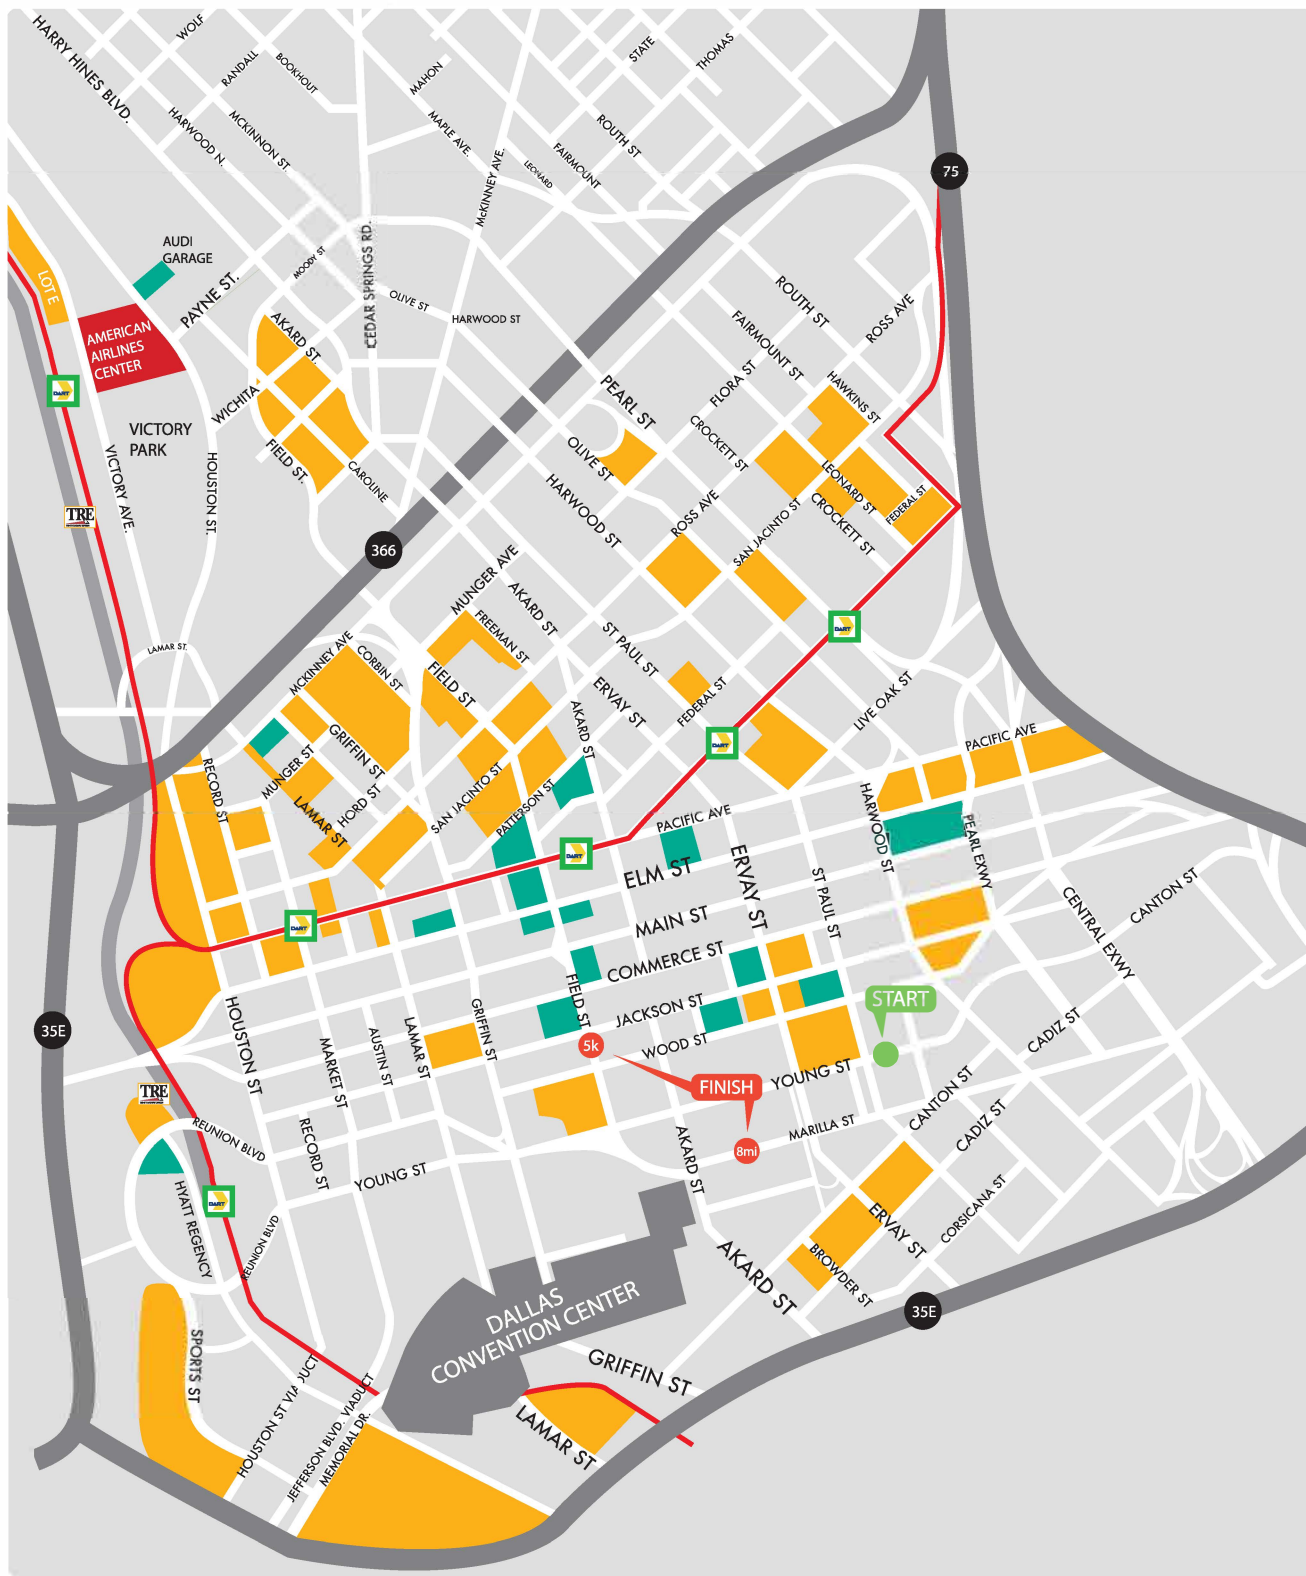 HARRY HINES BLVD.
WOLF
RANDALL
BOOKHOUT
HARWOOD N.
MCKINNON ST.
MAHON
MAPLE AVE.
McKINNEY AVE.
LEONARD
FAIRMOUNT
ROUTH ST
STATE
THOMAS
75
AUDI
GARAGE
LOT E
PAYNE ST.
MOODY ST
CEDAR SPRINGS RD.
OLIVE ST
HARWOOD ST
AMERICAN
AIRLINES
CENTER
AKARD ST.
DART
WICHITA
VICTORY
PARK
FIELD ST.
CAROLINE
VICTORY AVE.
HOUSTON ST.
TRE
366
ROUTH ST
ROSS AVE
FAIRMOUNT ST
FLORA ST
HAWKINS ST
PEARL ST
CROCKETT ST
OLIVE ST
HARWOOD ST
LEONARD ST
FEDERAL ST
CROCKETT ST
ROSS AVE
SAN JACINTO ST
MUNGER AVE
AKARD ST
FREEMAN ST
ST PAUL ST
DART
LAMAR ST.
MCKINNEY AVE
CORBIN ST
FIELD ST
ERVAY ST
FEDERAL ST
LIVE OAK ST
AKARD ST
DART
GRIFFIN ST
PACIFIC AVE
RECORD ST
MUNGER ST
HORD ST
LAMAR ST
SAN JACINTO ST
PATTERSON ST
PACIFIC AVE
HARWOOD ST
PEARL EXWY
DART
ELM ST
ERVAY ST
ST PAUL ST
CENTRAL EXWY
CANTON ST
DART
MAIN ST
COMMERCE ST
FIELD ST
JACKSON ST
START
HOUSTON ST
GRIFFIN ST
LAMAR ST
AUSTIN ST
MARKET ST
35E
5k
WOOD ST
FINISH
YOUNG ST
CADIZ ST
CANTON ST
CADIZ ST
MARILLA ST
8mi
TRE
REUNION BLVD
RECORD ST
YOUNG ST
AKARD ST
HYATT REGENCY
DART
REUNION BLVD
CORSICANA ST
ERVAY ST
BROWDER ST
AKARD ST
DALLAS
CONVENTION CENTER
35E
SPORTS ST
GRIFFIN ST
HOUSTON ST VIADUCT
JEFFERSON BLVD. VIADUCT
MEMORIAL DR.
LAMAR ST